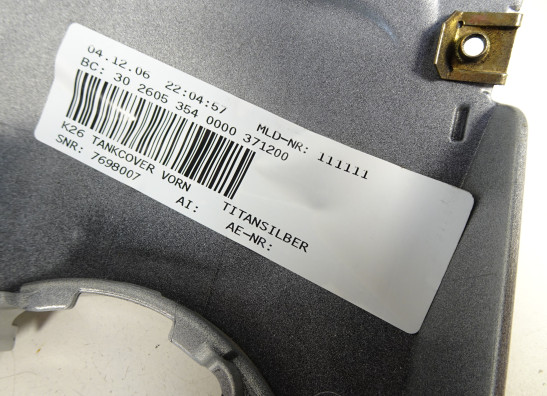 04.12.06 22:04:57 MLD-NR: 111111
BC: 30 2605 354 0000 371200
K26 TANKCOVER VORN TITANSILBER
SNR: 7698007 AI: AE-NR: